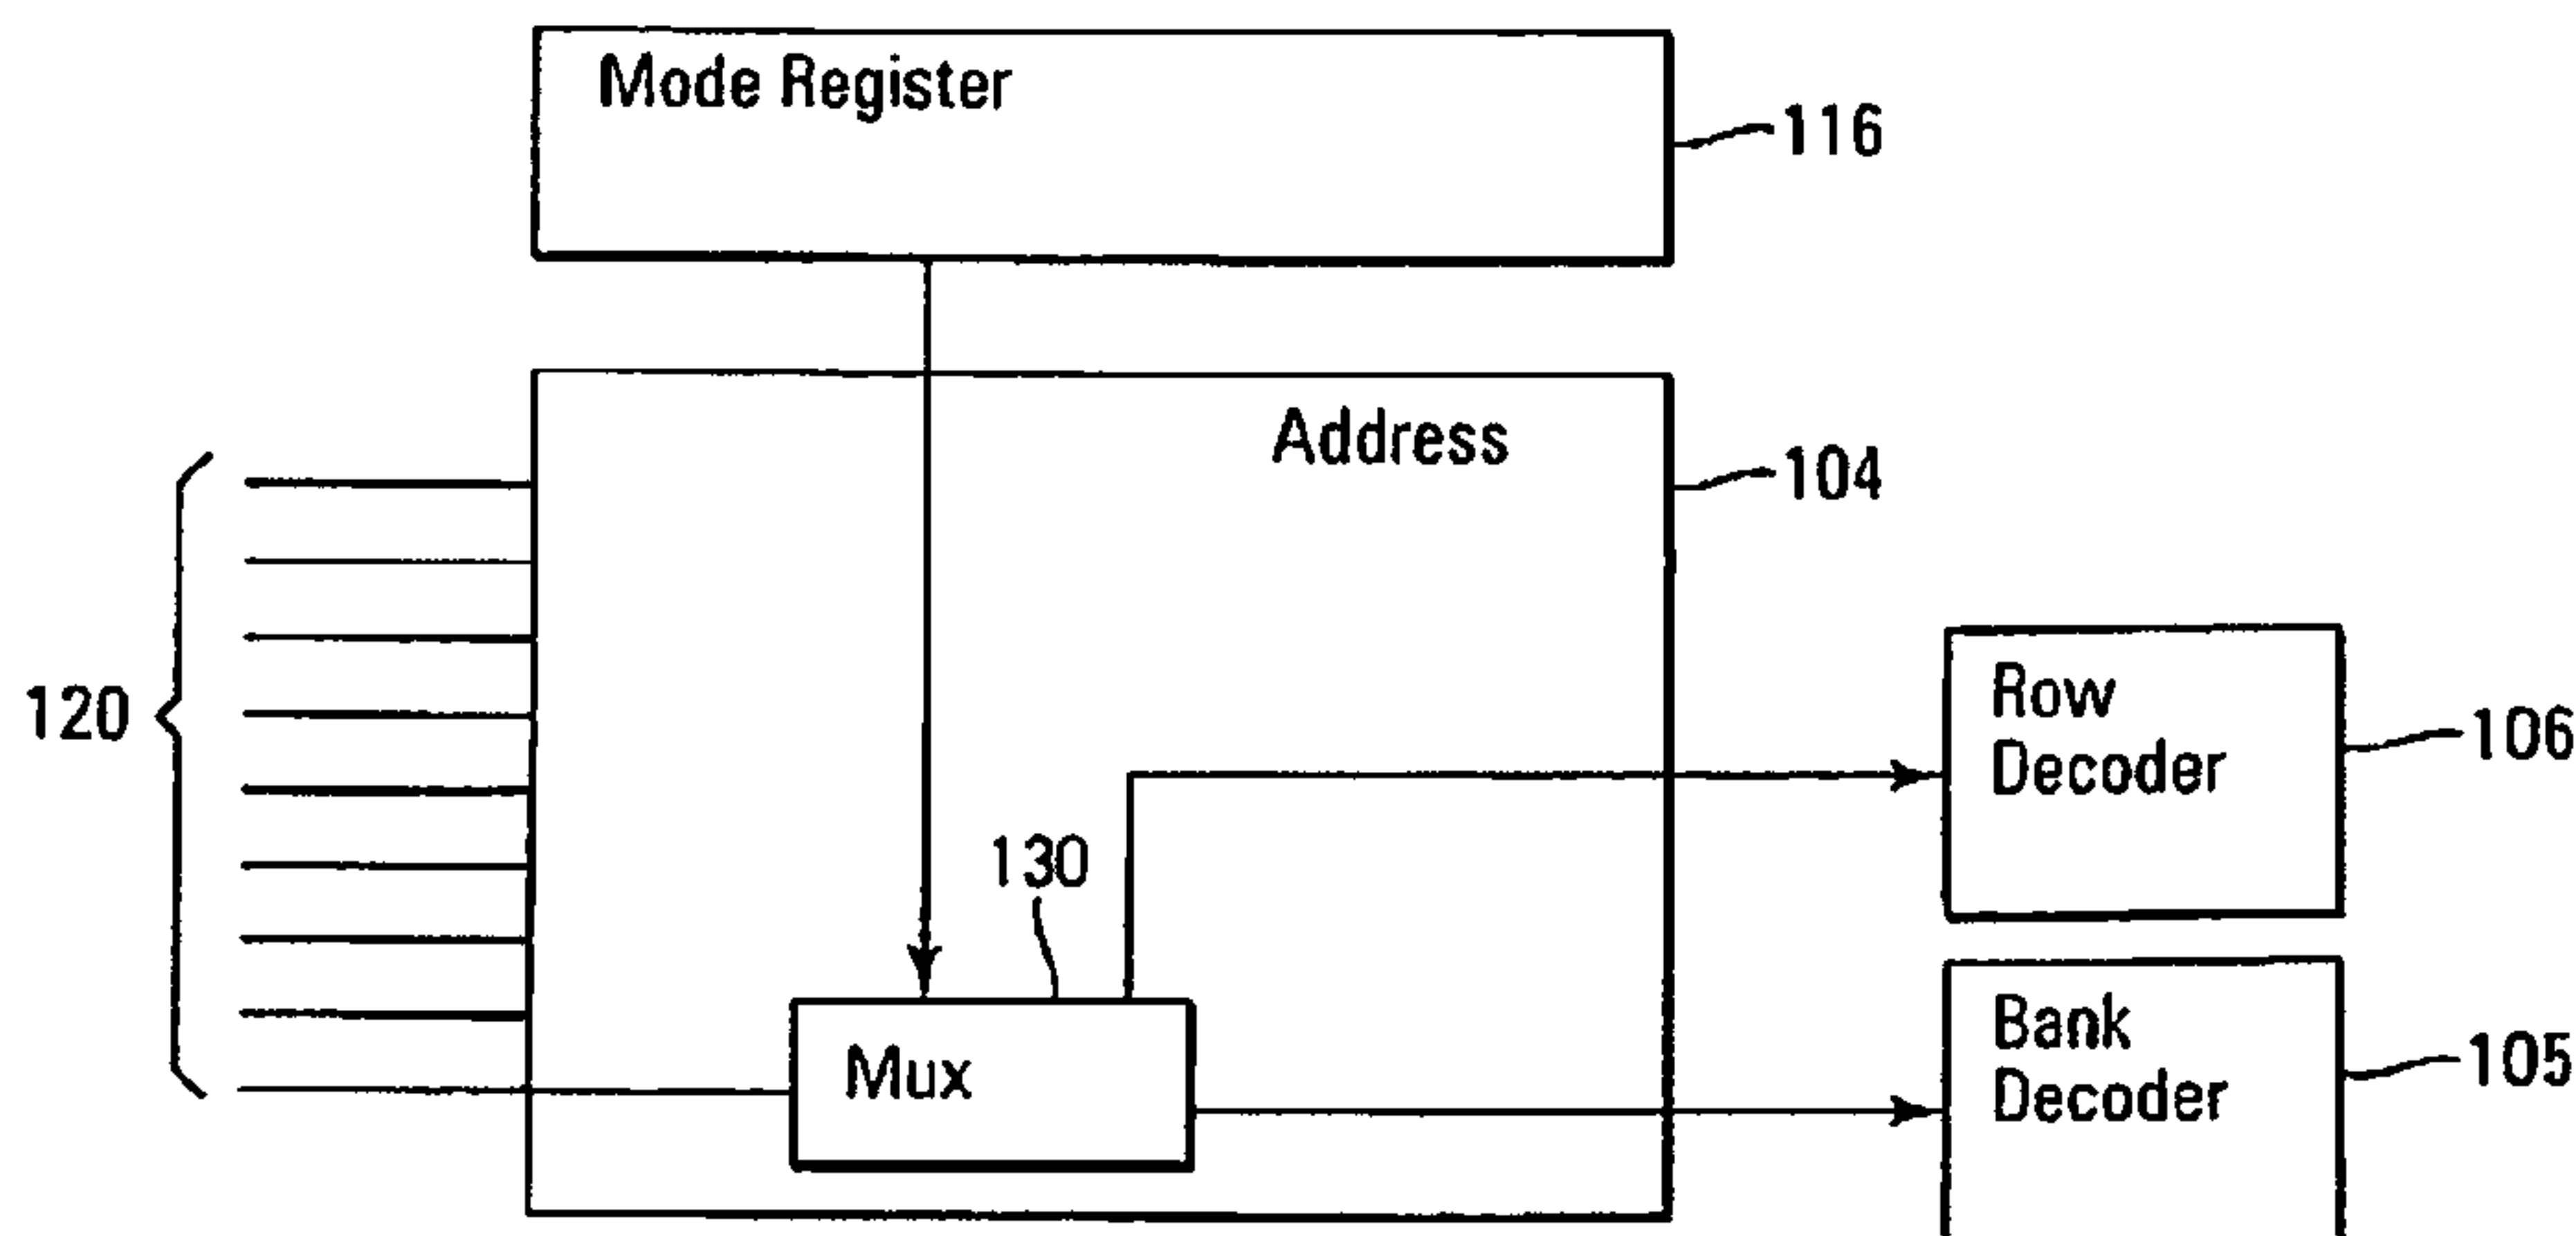 Mode Register
116
Address
104
120
Row
Decoder
106
130
Mux
Bank
Decoder
105